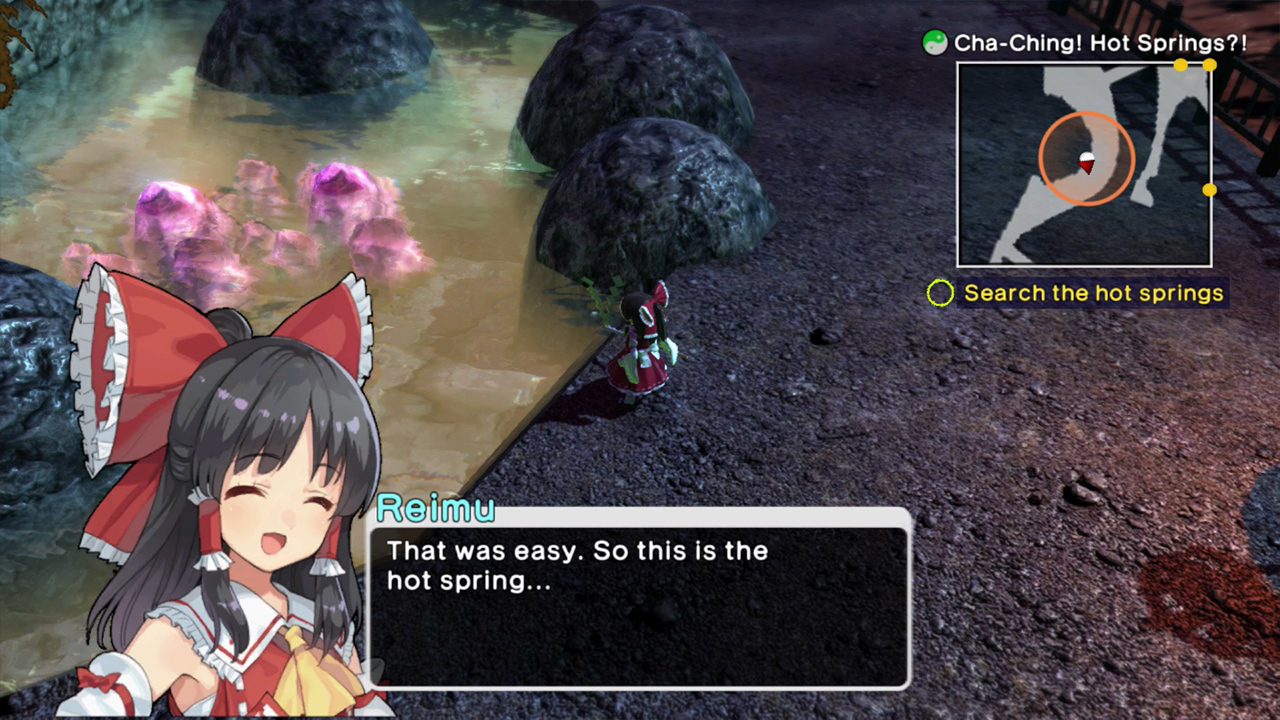 Cha-Ching! Hot Springs?!
Search the hot springs
Reimu
That was easy. So this is the
hot spring...